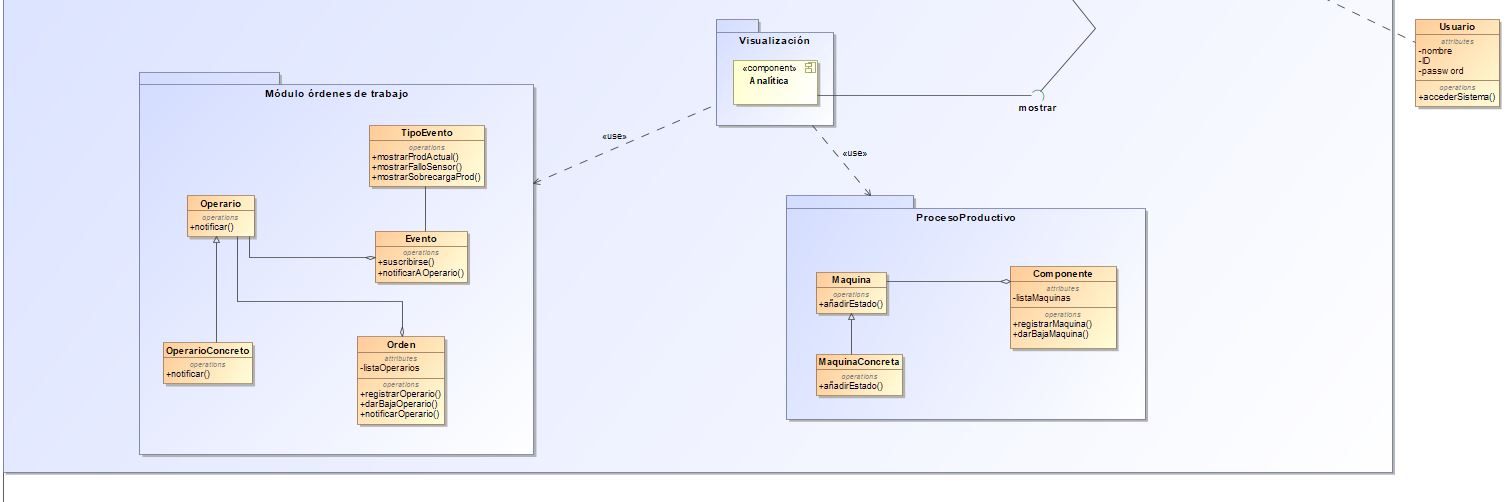 Usuario
attributes
-nombre
-ID
-password
operations
+accederSistema()
Visualización
«component»
Analítica
mostrar
«use»
«use»
Módulo órdenes de trabajo
TipoEvento
operations
+mostrarProdActual()
+mostrarFalloSensor()
+mostrarSobrecargaProd()
Operario
operations
+notificar()
Evento
operations
+suscribirse()
+notificarAOperario()
OperarioConcreto
operations
+notificar()
Orden
attributes
-listaOperarios
operations
+registrarOperario()
+darBajaOperario()
+notificarOperario()
ProcesoProductivo
Maquina
operations
+añadirEstado()
Componente
attributes
-listaMaquinas
operations
+registrarMaquina()
+darBajaMaquina()
MaquinaConcreta
operations
+añadirEstado()